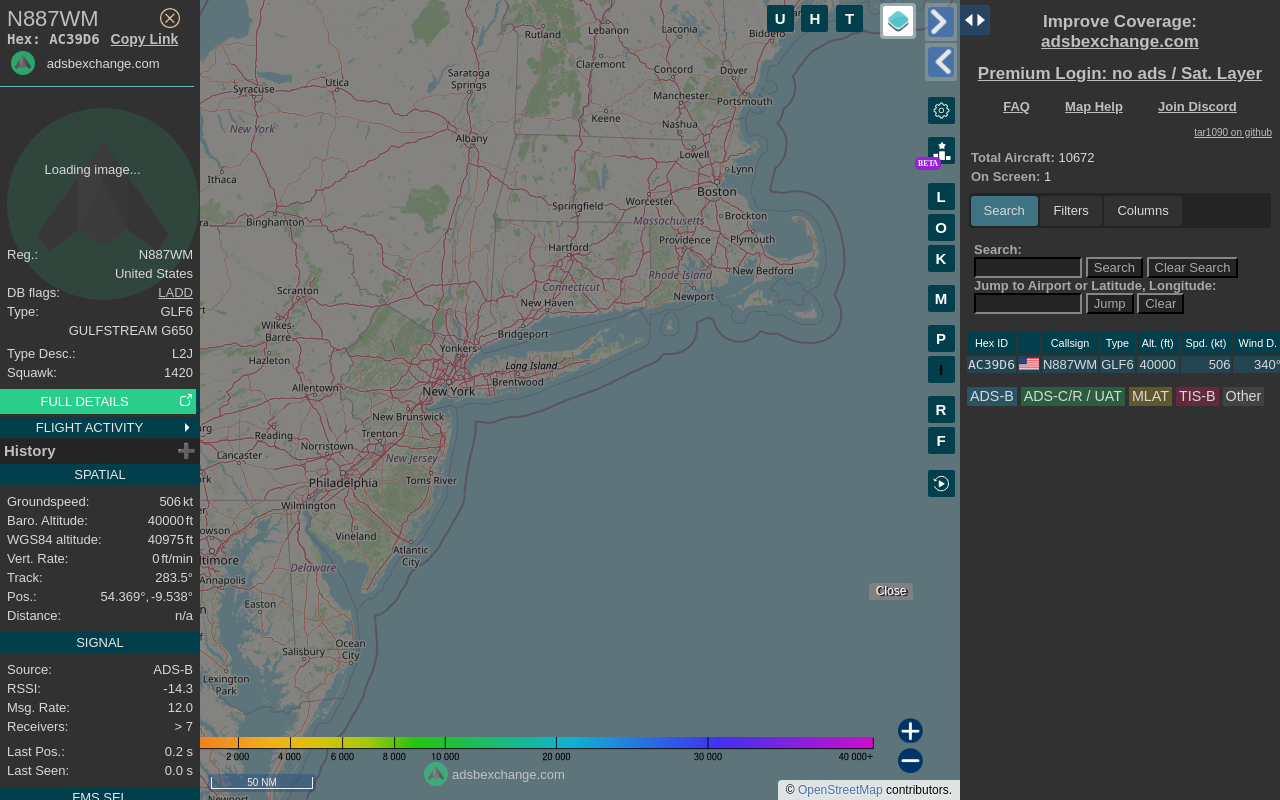 N887WM
Hex: AC39D6 Copy Link
adsbexchange.com
Loading image...
Reg.: N887WM
United States
DB flags: LADD
Type: GLF6
GULFSTREAM G650
Type Desc.: L2J
Squawk: 1420
FULL DETAILS
FLIGHT ACTIVITY
History
SPATIAL
Groundspeed: 506 kt
Baro. Altitude: 40000 ft
WGS84 altitude: 40975 ft
Vert. Rate: 0 ft/min
Track: 283.5°
Pos.: 54.369°, -9.538°
Distance: n/a
SIGNAL
Source: ADS-B
RSSI: -14.3
Msg. Rate: 12.0
Receivers: > 7
Last Pos.: 0.2 s
Last Seen: 0.0 s
FMS SEL
Rutland
Lebanon
Laconia
Claremont
Concord
Dover
Utica
Saratoga
Springs
Syracuse
Manchester
Portsmouth
Keene
Nashua
New York
Albany
Lowell
Lynn
Ithaca
Boston
Worcester
Springfield
Massachusetts
Brockton
Binghamton
Hartford
Providence
Plymouth
Rhode Island
New Bedford
Connecticut
Scranton
New Haven
Newport
Wilkes-
Barre
Bridgeport
Yonkers
Hazleton
Long Island
Brentwood
Allentown
New York
New Brunswick
Reading
Trenton
Norristown
New Jersey
Lancaster
Toms River
Philadelphia
Wilmington
Vineland
Atlantic
City
Delaware
Annapolis
Easton
Ocean
City
Salisbury
Lexington
Park
Newport
U H T
BETA
L
O
K
M
P
I
R
F
Close
2 000 4 000 6 000 8 000 10 000 20 000 30 000 40 000+
50 NM
adsbexchange.com
© OpenStreetMap contributors.
Improve Coverage:
adsbexchange.com
Premium Login: no ads / Sat. Layer
FAQ Map Help Join Discord
tar1090 on github
Total Aircraft: 10672
On Screen: 1
Search Filters Columns
Search:
Search Clear Search
Jump to Airport or Latitude, Longitude:
Jump Clear
Hex ID Callsign Type Alt. (ft) Spd. (kt) Wind D.
AC39D6 N887WM GLF6 40000 506 340°
ADS-B ADS-C/R / UAT MLAT TIS-B Other